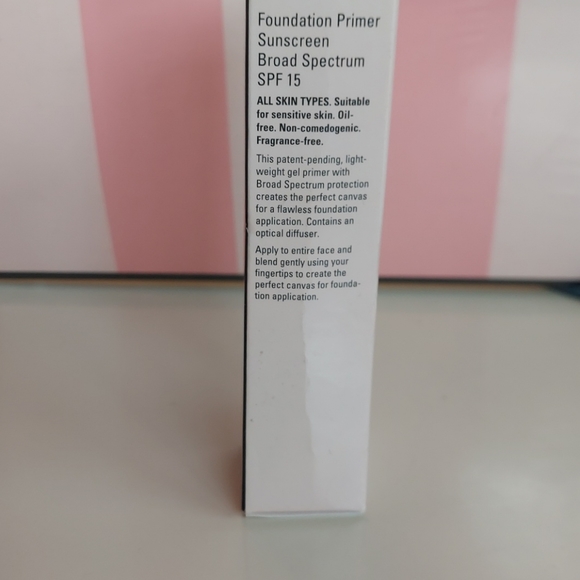 Foundation Primer
Sunscreen
Broad Spectrum
SPF 15
ALL SKIN TYPES. Suitable
for sensitive skin. Oil-
free. Non-comedogenic.
Fragrance-free.
This patent-pending, light-
weight gel primer with
Broad Spectrum protection
creates the perfect canvas
for a flawless foundation
application. Contains an
optical diffuser.
Apply to entire face and
blend gently using your
fingertips to create the
perfect canvas for founda-
tion application.